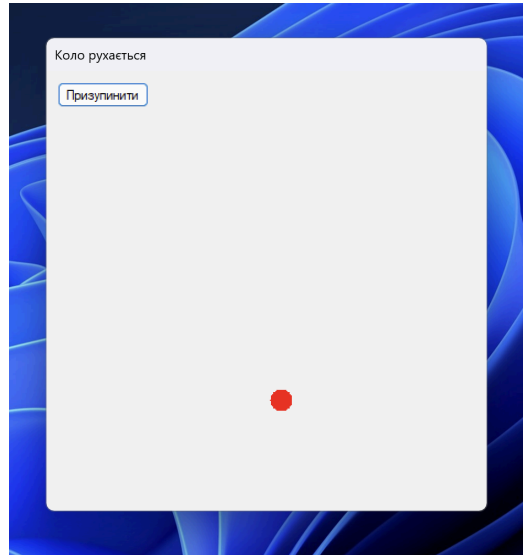 Коло рухається
Призупинити